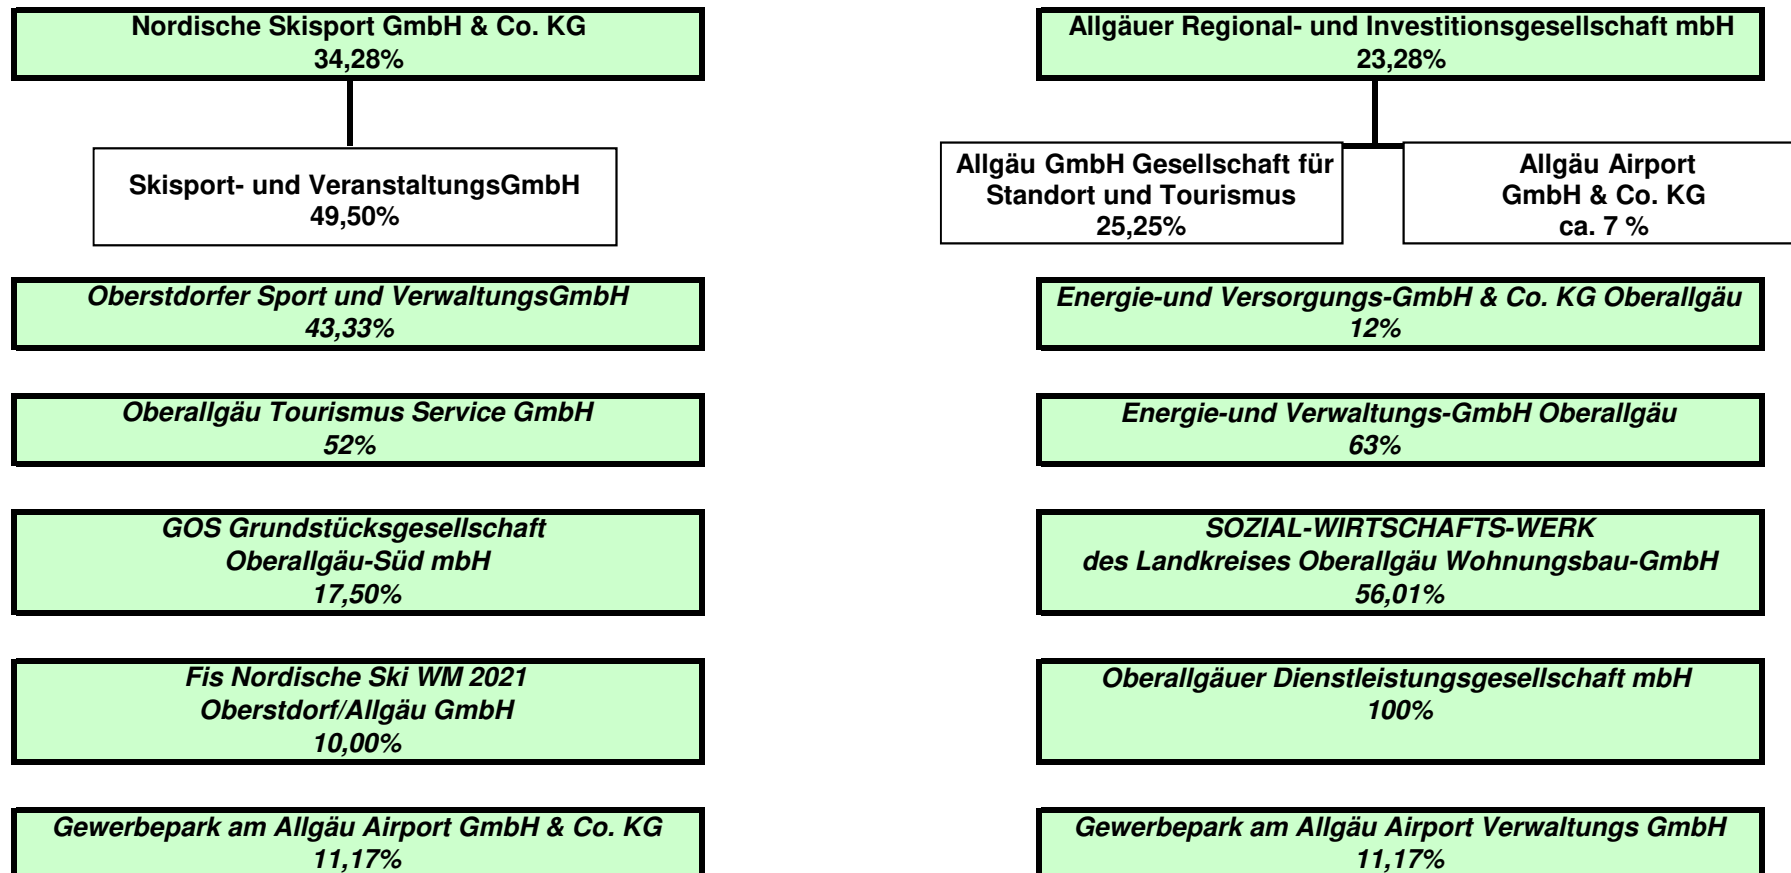 Nordische Skisport GmbH & Co. KG
34,28%
Allgäuer Regional- und Investitionsgesellschaft mbH
23,28%
Skisport- und VeranstaltungsGmbH
49,50%
Allgäu GmbH Gesellschaft für
Standort und Tourismus
25,25%
Allgäu Airport
GmbH & Co. KG
ca. 7 %
Oberstdorfer Sport und VerwaltungsGmbH
43,33%
Energie-und Versorgungs-GmbH & Co. KG Oberallgäu
12%
Oberallgäu Tourismus Service GmbH
52%
Energie-und Verwaltungs-GmbH Oberallgäu
63%
GOS Grundstücksgesellschaft
Oberallgäu-Süd mbH
17,50%
SOZIAL-WIRTSCHAFTS-WERK
des Landkreises Oberallgäu Wohnungsbau-GmbH
56,01%
Fis Nordische Ski WM 2021
Oberstdorf/Allgäu GmbH
10,00%
Oberallgäuer Dienstleistungsgesellschaft mbH
100%
Gewerbepark am Allgäu Airport GmbH & Co. KG
11,17%
Gewerbepark am Allgäu Airport Verwaltungs GmbH
11,17%